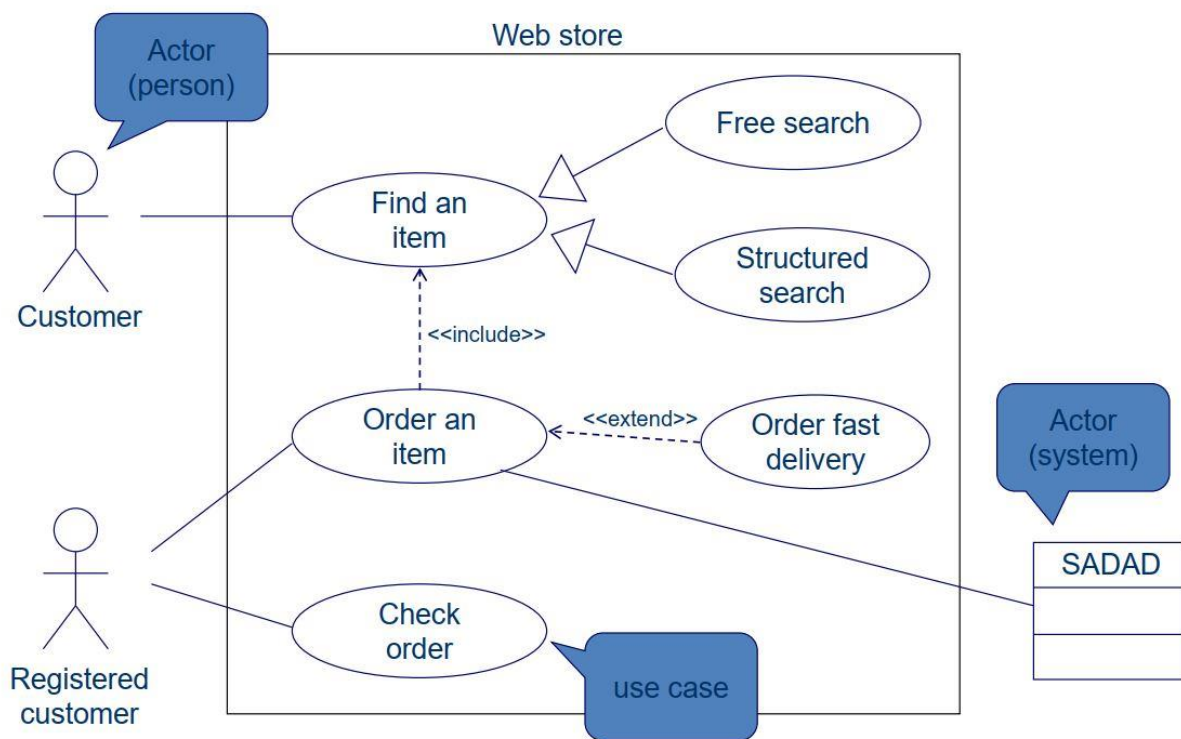 Web store
Actor
(person)
Free search
Find an
item
Structured
search
Customer
<<include>>
Order an
item
<<extend>>
Order fast
delivery
Actor
(system)
SADAD
Check
order
use case
Registered
customer